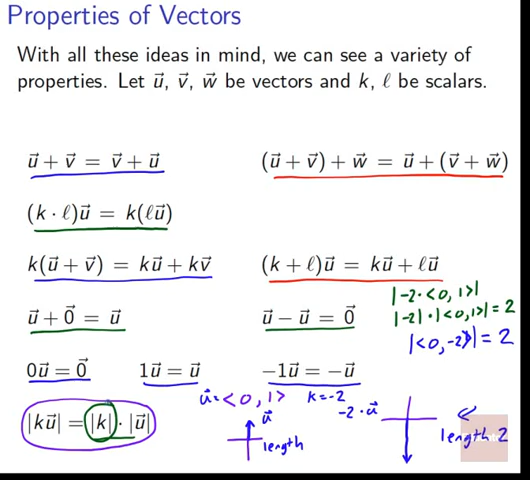 Properties of Vectors
With all these ideas in mind, we can see a variety of
properties. Let u⃗, v⃗, w⃗ be vectors and k, ℓ be scalars.
u⃗ + v⃗ = v⃗ + u⃗
(u⃗ + v⃗) + w⃗ = u⃗ + (v⃗ + w⃗)
(k · ℓ)u⃗ = k(ℓu⃗)
k(u⃗ + v⃗) = ku⃗ + kv⃗
(k + ℓ)u⃗ = ku⃗ + ℓu⃗
|-2·<0,1>|
u⃗ + 0⃗ = u⃗
u⃗ − u⃗ = 0⃗
|-2|·|<0,1>| = 2
|<0,-2>| = 2
0u⃗ = 0⃗
1u⃗ = u⃗
−1u⃗ = −u⃗
u⃗ = <0,1>
k=-2
-2·u⃗
|ku⃗| = |k| · |u⃗|
u⃗
length
length 2